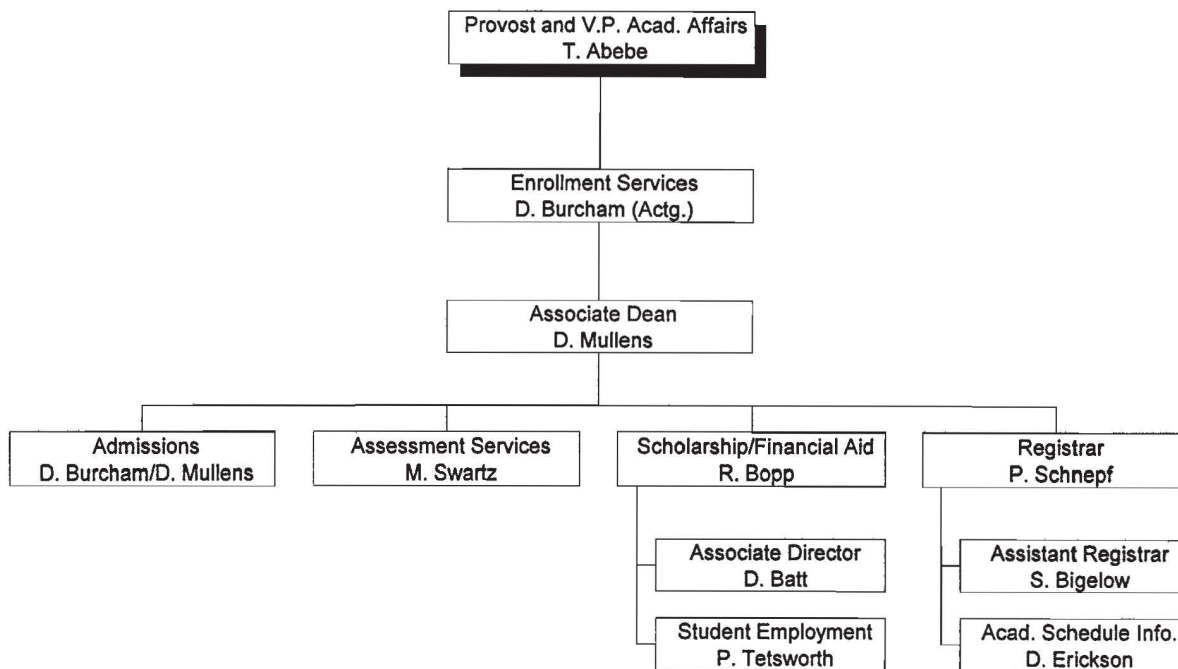 Provost and V.P. Acad. Affairs
T. Abebe
Enrollment Services
D. Burcham (Actg.)
Associate Dean
D. Mullens
Admissions
D. Burcham/D. Mullens
Assessment Services
M. Swartz
Scholarship/Financial Aid
R. Bopp
Registrar
P. Schnepf
Associate Director
D. Batt
Assistant Registrar
S. Bigelow
Student Employment
P. Tetsworth
Acad. Schedule Info.
D. Erickson